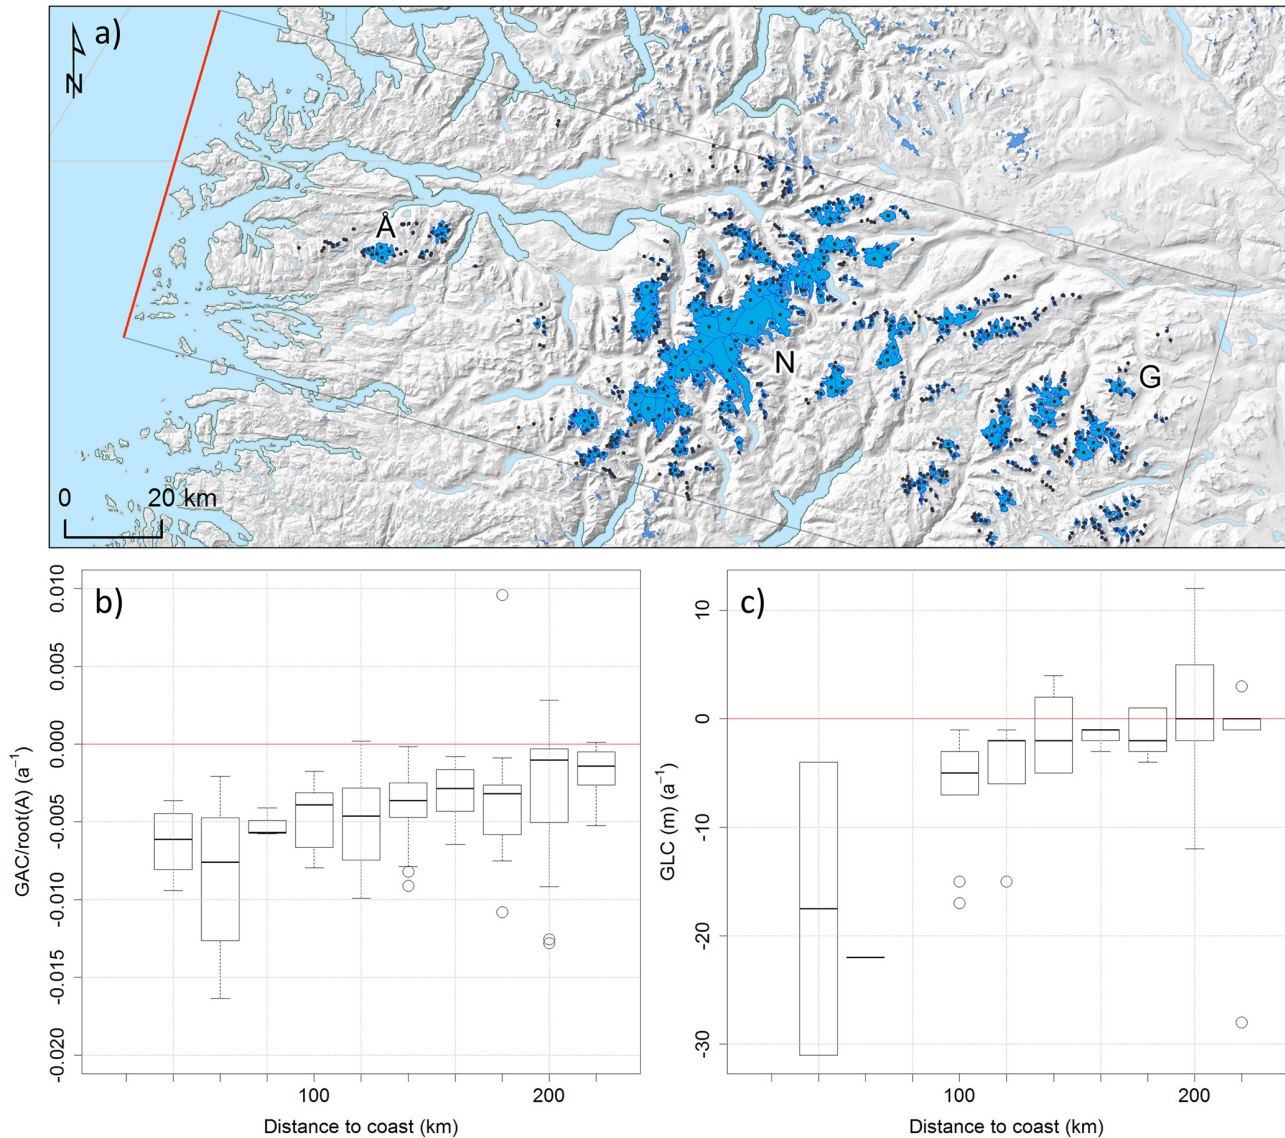 a)
N
Å
N
G
0 20 km
b)
0.010
0.005
0.000
-0.005
-0.010
-0.015
-0.020
GAC/root(A) (a⁻¹)
100 200
Distance to coast (km)
c)
10
0
-10
-20
-30
GLC (m) (a⁻¹)
100 200
Distance to coast (km)